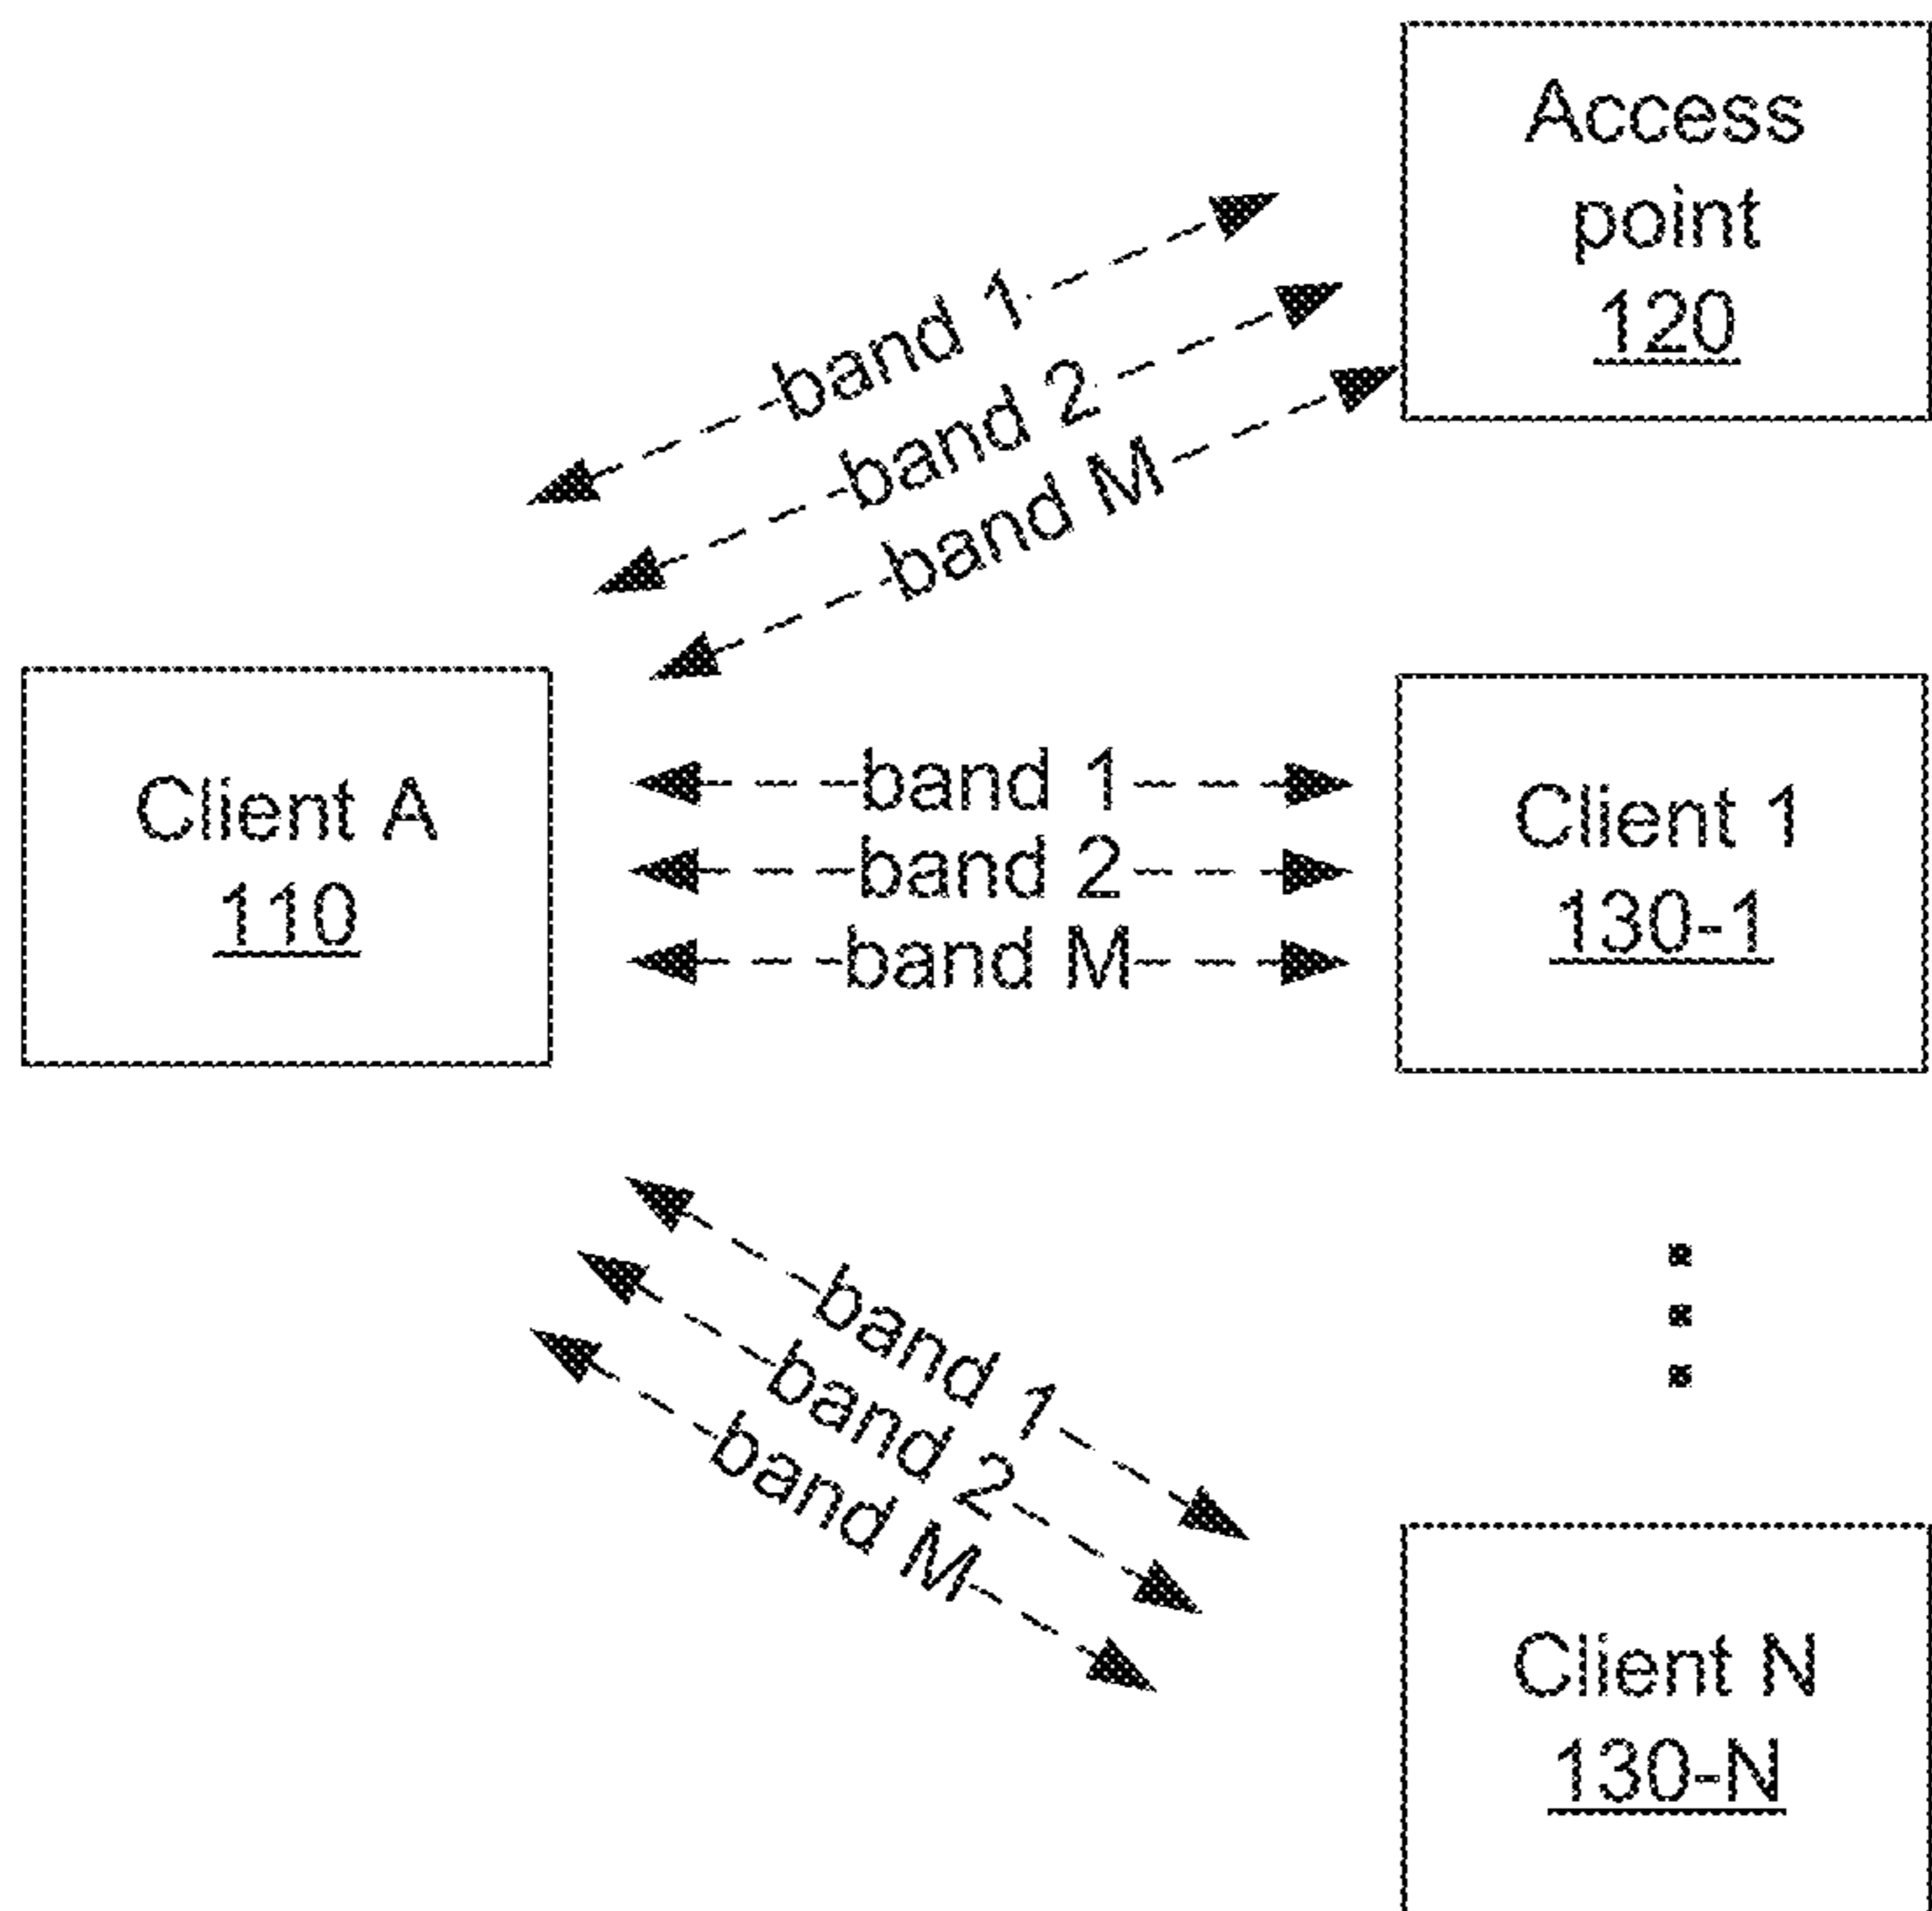 Access
point
120
band 1
band 2
band M
Client A
110
band 1
band 2
band M
Client 1
130-1
band 1
band 2
band M
Client N
130-N